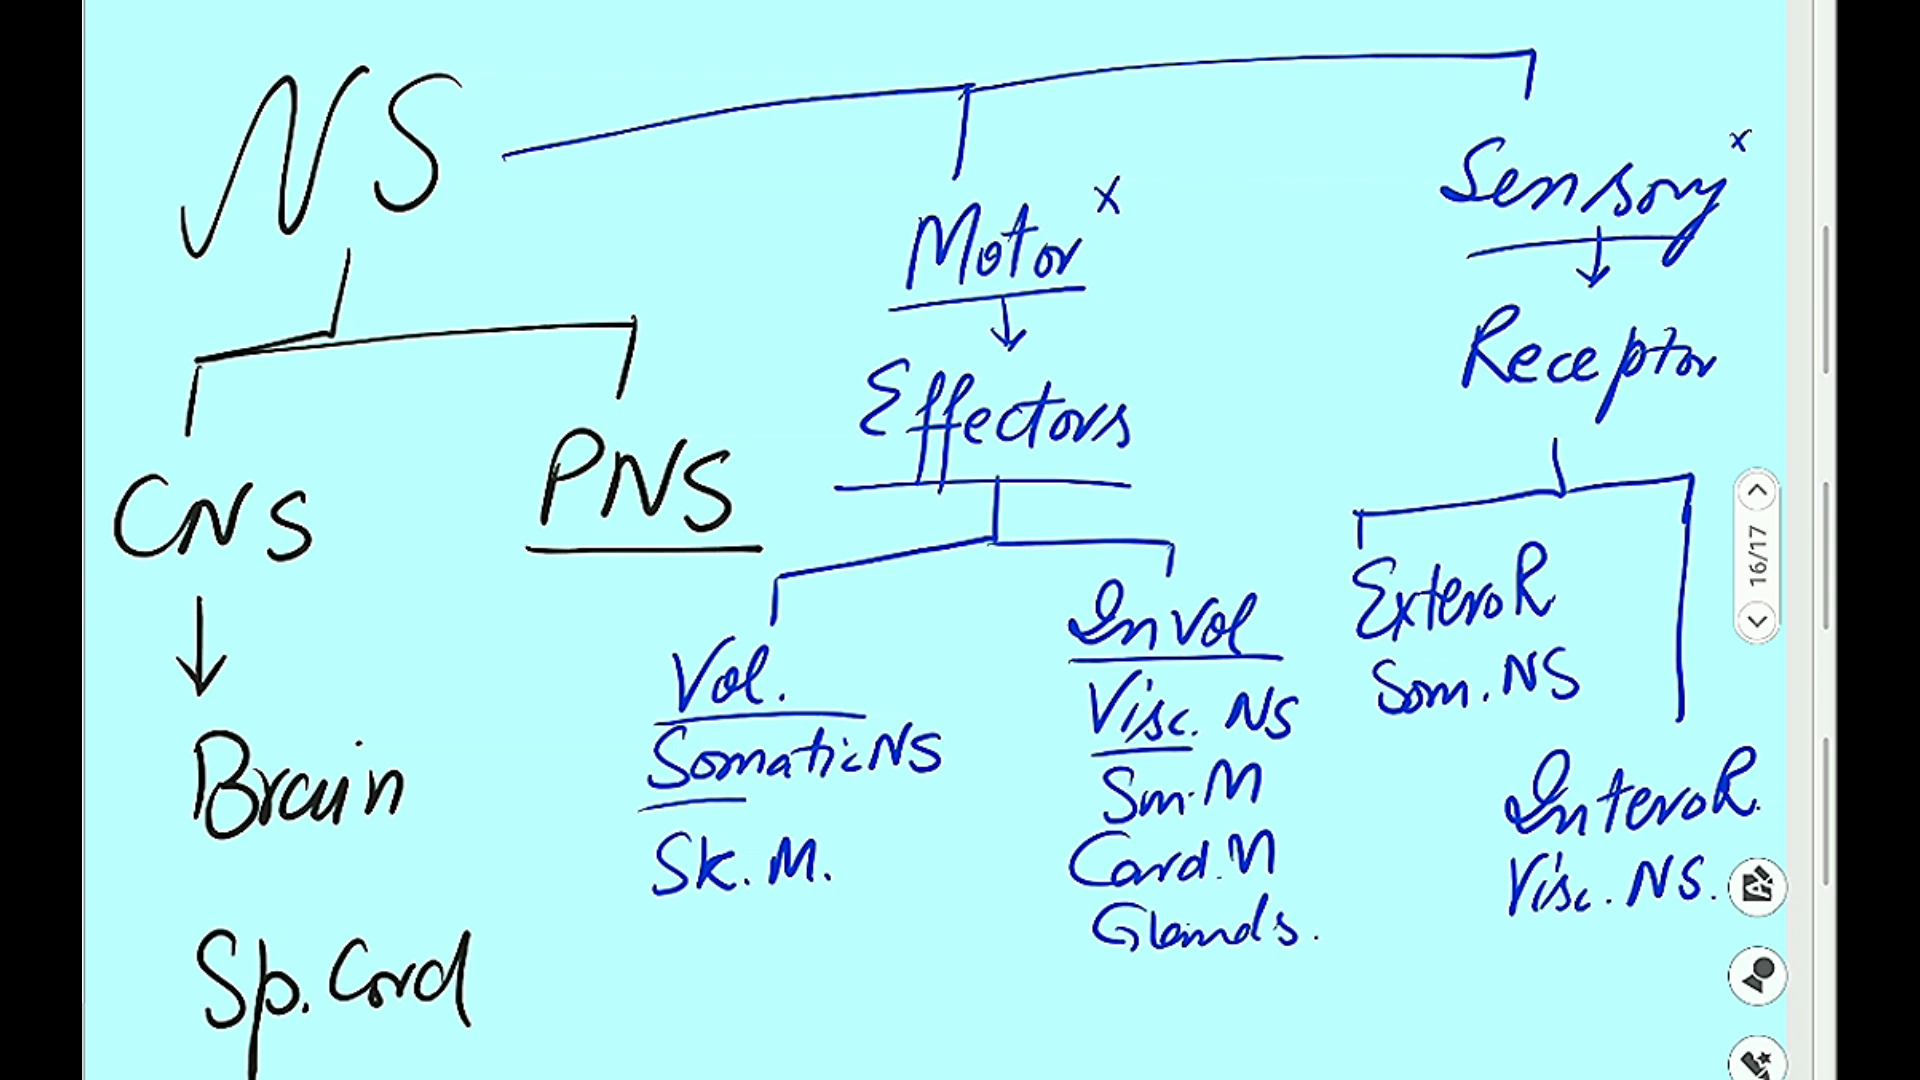 NS
CNS
PNS
Brain
Sp. Cord
Motor x
Effectors
Vol.
Somatic NS
Sk. M.
InVol
Visc. NS
Sm. M
Card. M
Glands.
Sensory x
Receptor
ExteroR
Som. NS
InteroR.
Visc. NS.
16/17